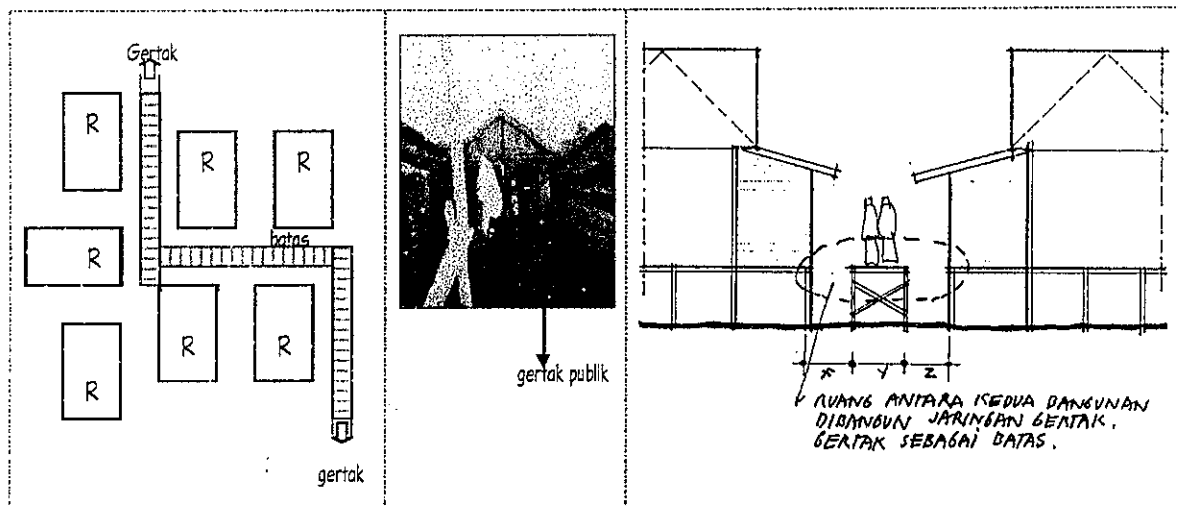 Gertak
R
R
R
batas
R
R
R
R
gertak
gertak publik
x y z
RUANG ANTARA KEDUA BANGUNAN
DIBANGUN JARINGAN GERTAK.
GERTAK SEBAGAI BATAS.